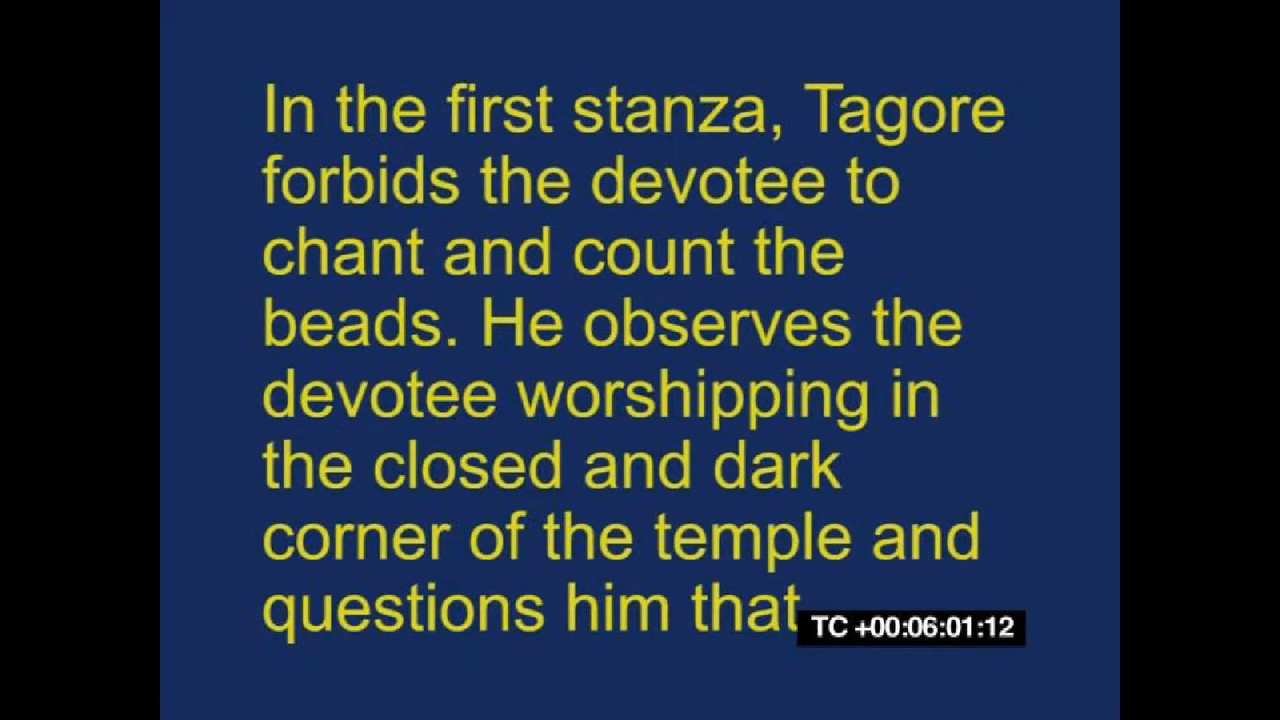 In the first stanza, Tagore
forbids the devotee to
chant and count the
beads. He observes the
devotee worshipping in
the closed and dark
corner of the temple and
questions him that
TC +00:06:01:12